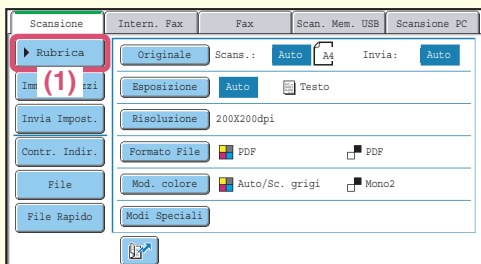 Scansione Intern. Fax Fax Scan. Mem. USB Scansione PC
Rubrica Originale Scans.: Auto A4 Invia: Auto
(1)
Esposizione Auto Testo
Invia Impost. Risoluzione 200X200dpi
Contr. Indir. Formato File PDF PDF
File Mod. colore Auto/Sc. grigi Mono2
File Rapido Modi Speciali